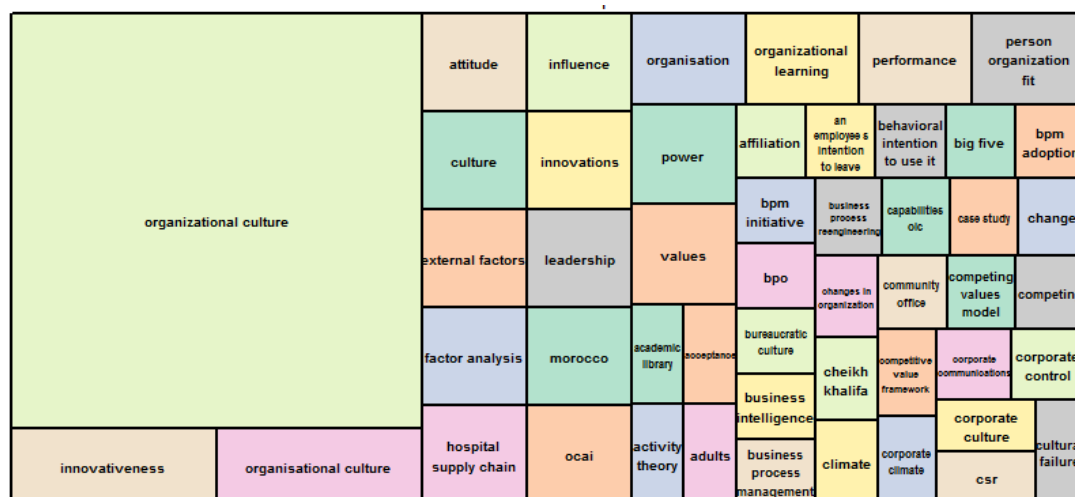 organizational culture
innovativeness
organisational culture
attitude
influence
culture
innovations
external factors
leadership
factor analysis
morocco
hospital
supply chain
ocai
organisation
organizational
learning
performance
person
organization
fit
power
values
academic
library
acceptance
activity
theory
adults
affiliation
an
employee s
intention
to leave
behavioral
intention
to use it
big five
bpm
adoption
bpm
initiative
business
process
reengineering
capabilities
oic
case study
change
bpo
changes in
organization
community
office
competing
values
model
competin
bureaucratic
culture
cheikh
khalifa
competitive
value
framework
corporate
communications
corporate
control
business
intelligence
business
process
management
climate
corporate
climate
corporate
culture
csr
cultura
failure